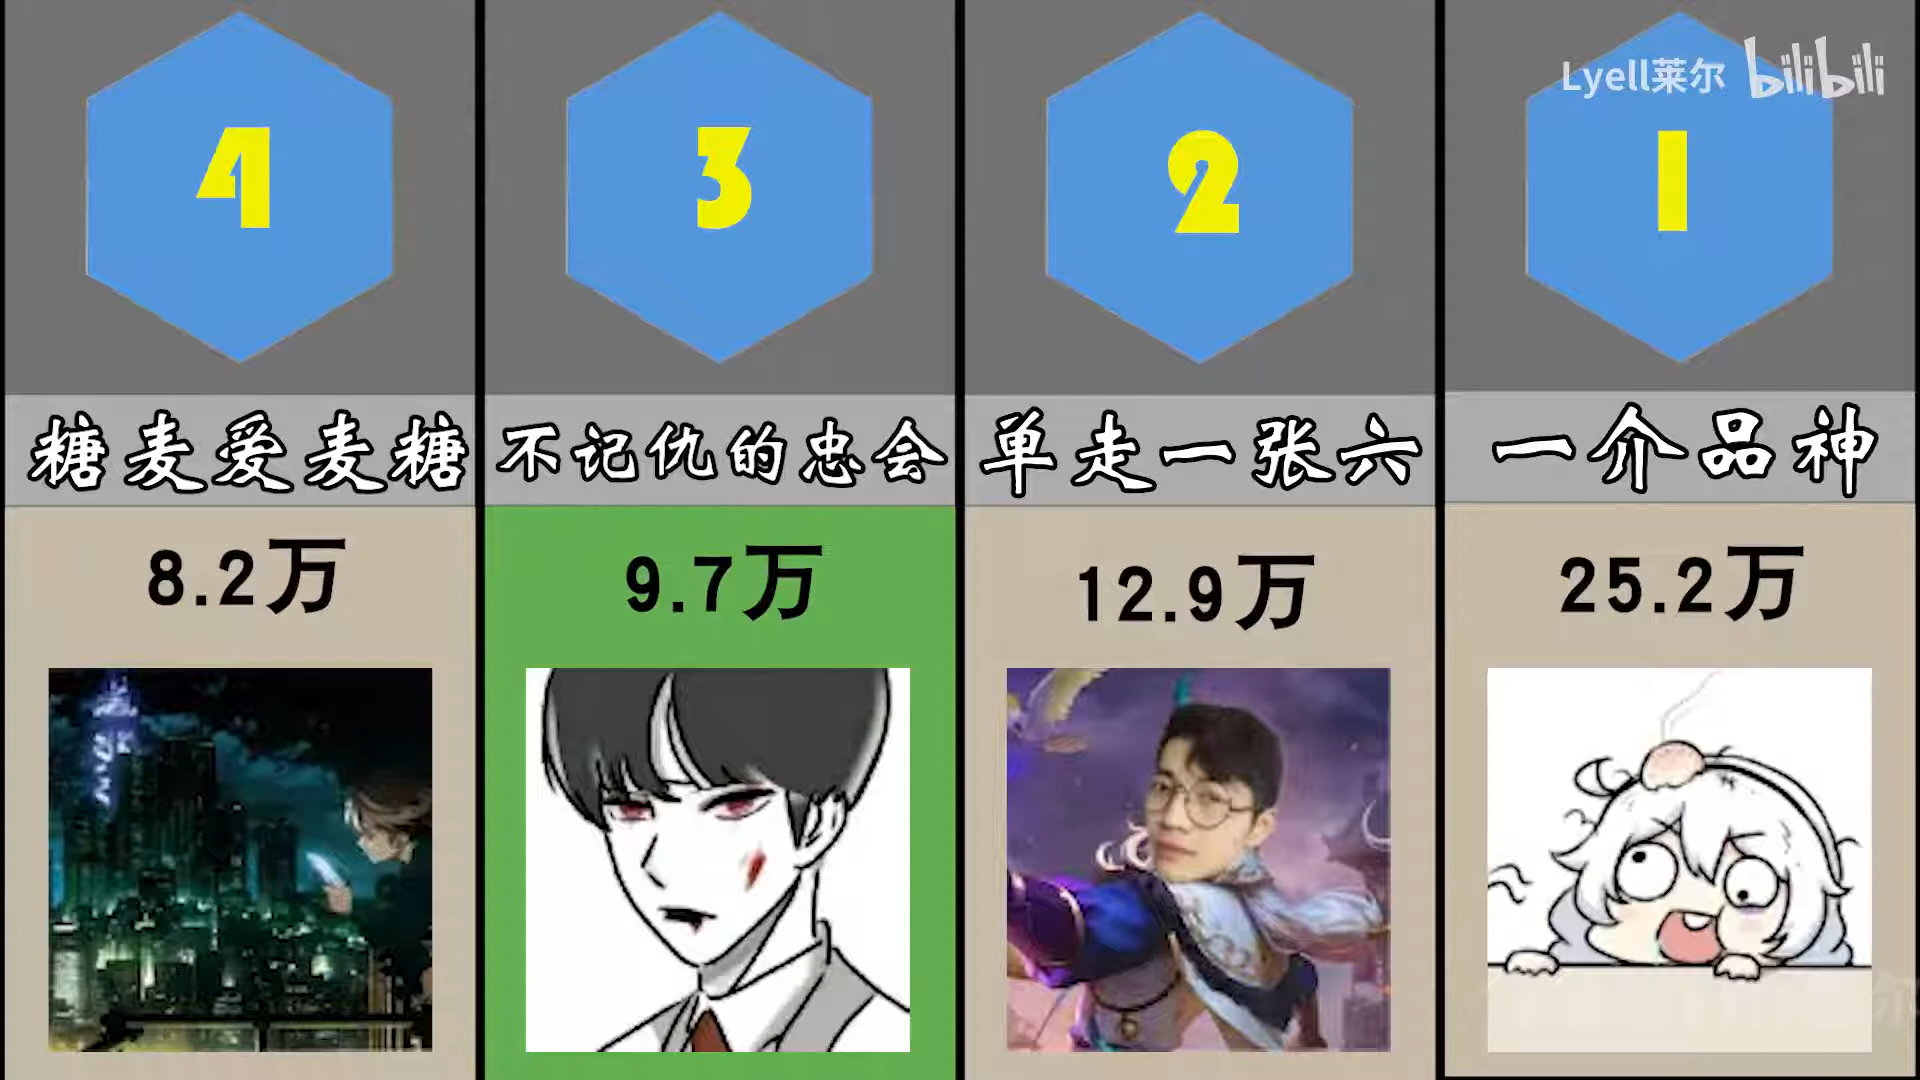 4
3
2
1
Lyell莱尔 bilibili
糖麦爱麦糖
不记仇的忠会
单走一张六
一介品神
8.2万
9.7万
12.9万
25.2万